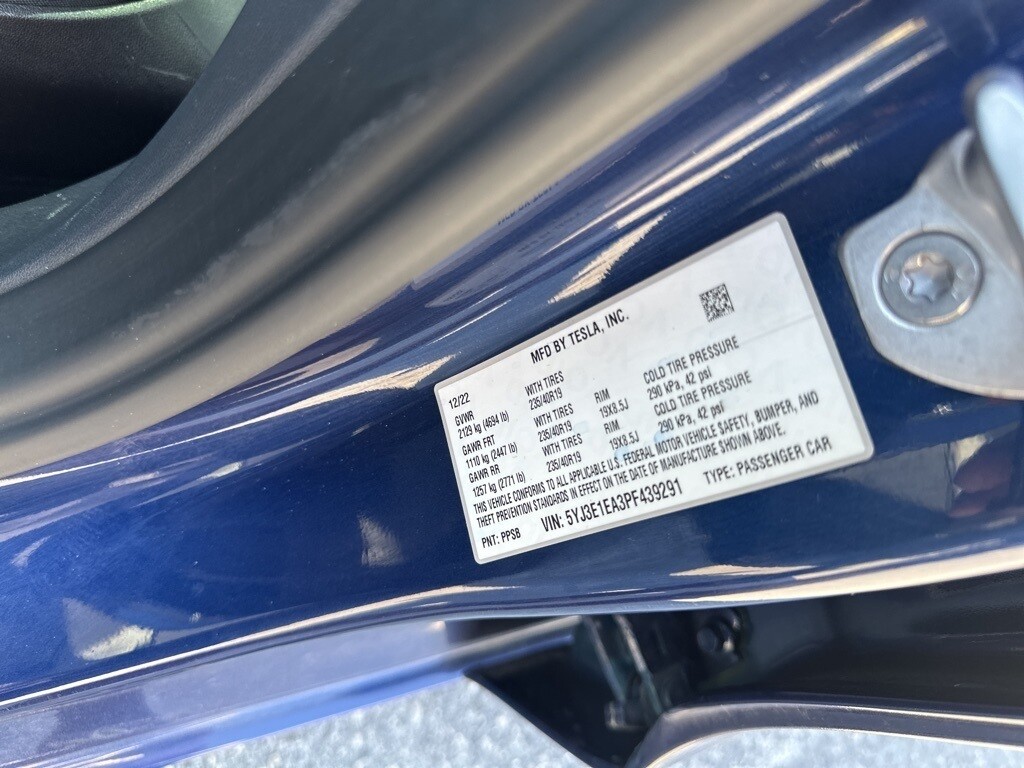 MFD BY TESLA, INC.
12/22
GVWR WITH TIRES RIM COLD TIRE PRESSURE
2129 kg (4694 lb) 235/40R19 19X8.5J 290 kPa, 42 psi
GAWR FRT WITH TIRES RIM COLD TIRE PRESSURE
1110 kg (2447 lb) 235/40R19 19X8.5J 290 kPa, 42 psi
GAWR RR WITH TIRES
1257 kg (2771 lb) 235/40R19
THIS VEHICLE CONFORMS TO ALL APPLICABLE U.S. FEDERAL MOTOR VEHICLE SAFETY, BUMPER, AND
THEFT PREVENTION STANDARDS IN EFFECT ON THE DATE OF MANUFACTURE SHOWN ABOVE.
VIN: 5YJ3E1EA3PF439291 TYPE: PASSENGER CAR
PNT: PPSB